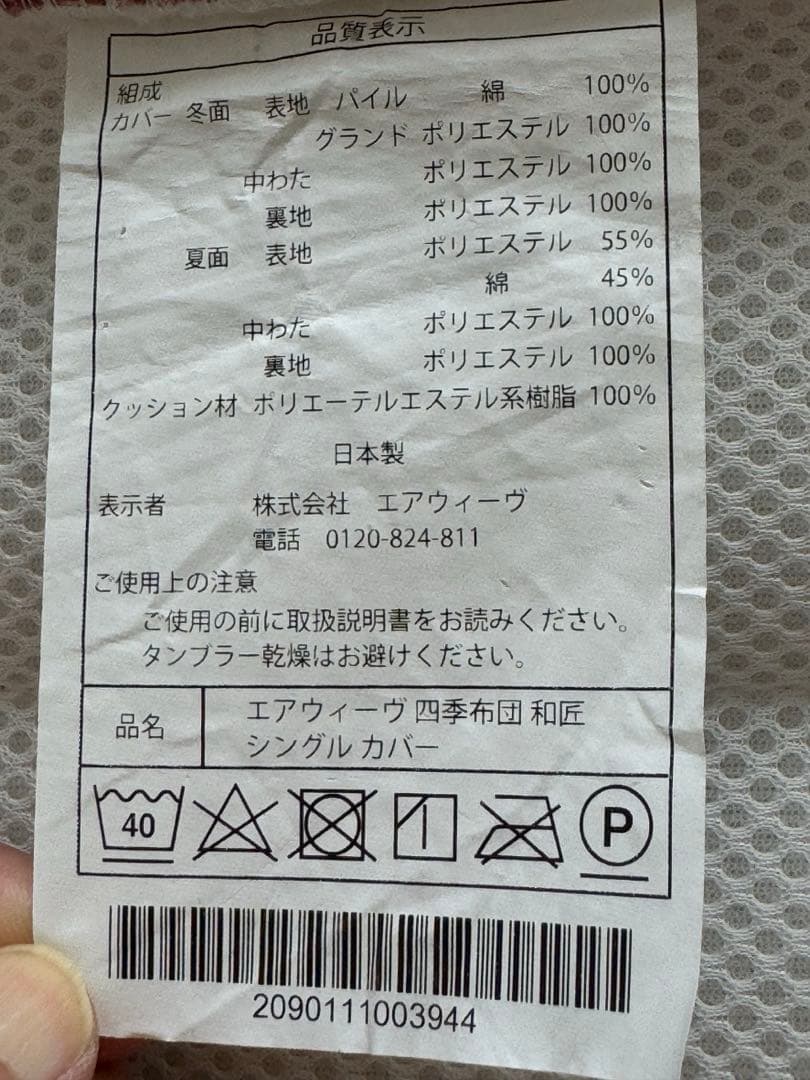 品質表示
組成
カバー 冬面 表地 パイル 綿 100%
グランド ポリエステル 100%
中わた ポリエステル 100%
裏地 ポリエステル 100%
夏面 表地 ポリエステル 55%
綿 45%
中わた ポリエステル 100%
裏地 ポリエステル 100%
クッション材 ポリエーテルエステル系樹脂 100%
日本製
表示者 株式会社 エアウィーヴ
電話 0120-824-811
ご使用上の注意
ご使用の前に取扱説明書をお読みください。
タンブラー乾燥はお避けください。
品名 エアウィーヴ 四季布団 和匠
シングル カバー
40 P
2090111003944